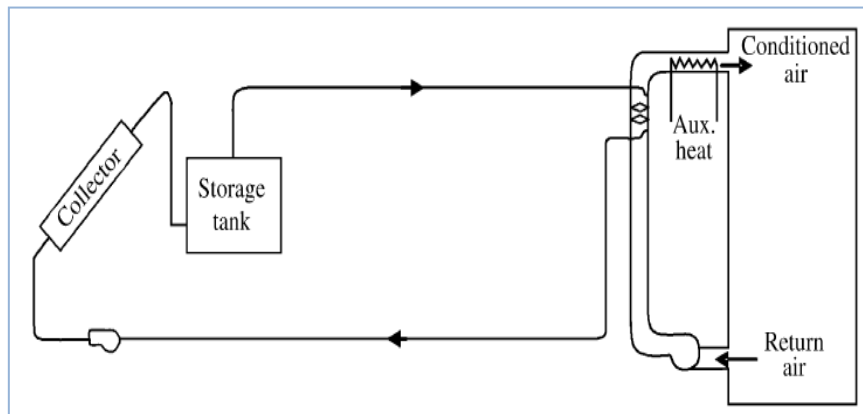 Collector
Storage
tank
Conditioned
air
Aux.
heat
Return
air